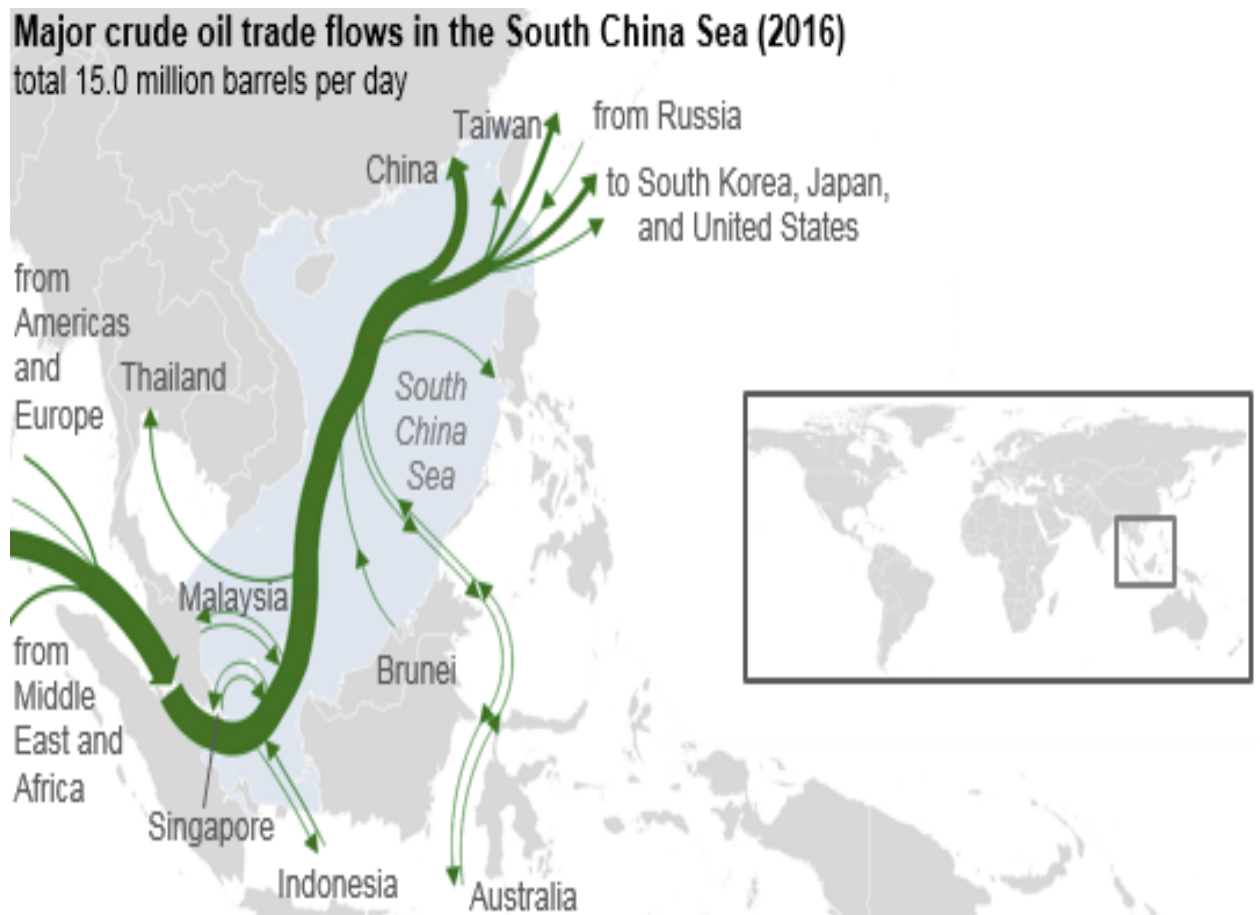 Major crude oil trade flows in the South China Sea (2016)
total 15.0 million barrels per day
Taiwan
from Russia
China
to South Korea, Japan,
and United States
from
Americas
and
Europe
Thailand
South
China
Sea
Malaysia
from
Middle
East and
Africa
Brunei
Singapore
Indonesia
Australia